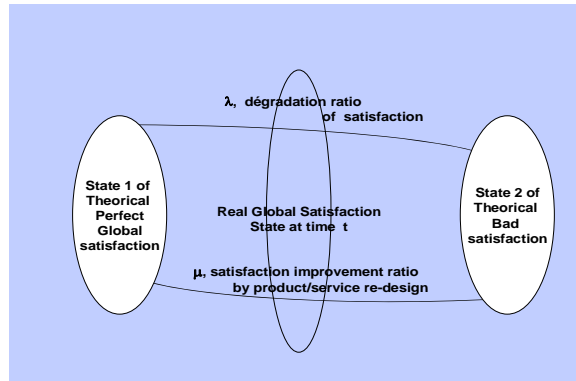 λ, dégradation ratio
of satisfaction
State 1 of
Theorical
Perfect
Global
satisfaction
Real Global Satisfaction
State at time t
State 2 of
Theorical
Bad
satisfaction
μ, satisfaction improvement ratio
by product/service re-design